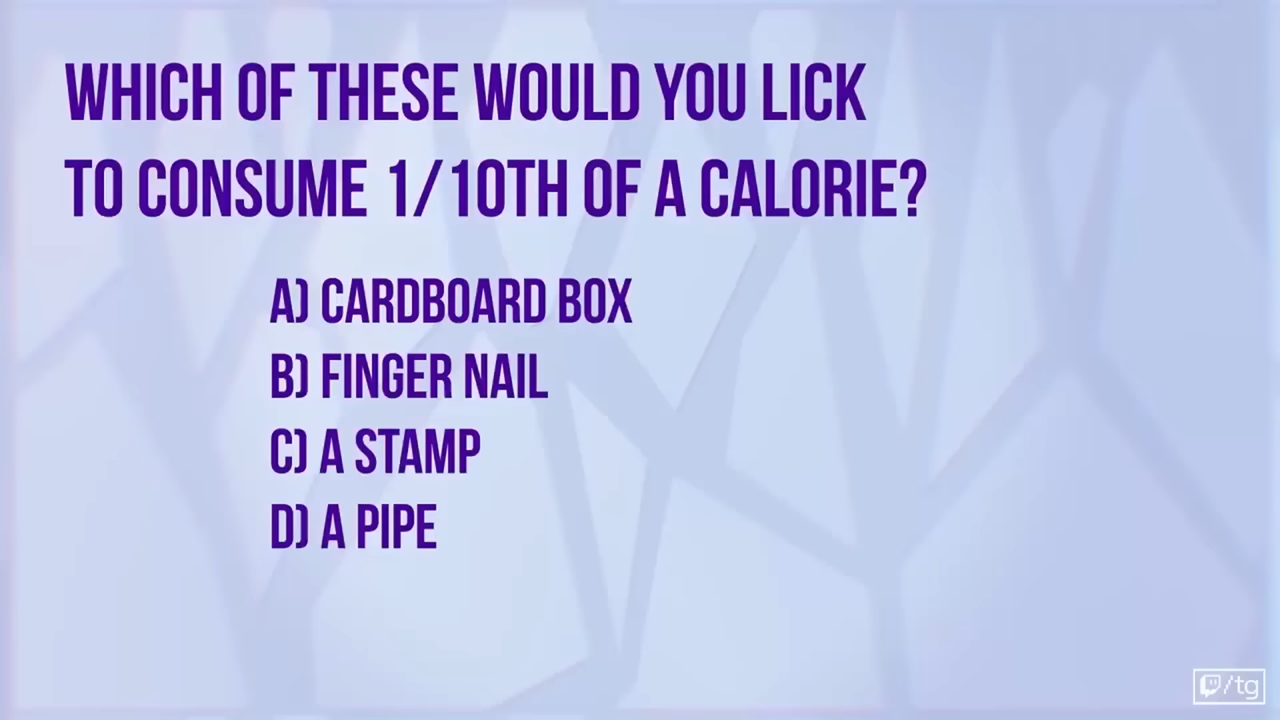 WHICH OF THESE WOULD YOU LICK
TO CONSUME 1/10TH OF A CALORIE?
A) CARDBOARD BOX
B) FINGER NAIL
C) A STAMP
D) A PIPE
/tg